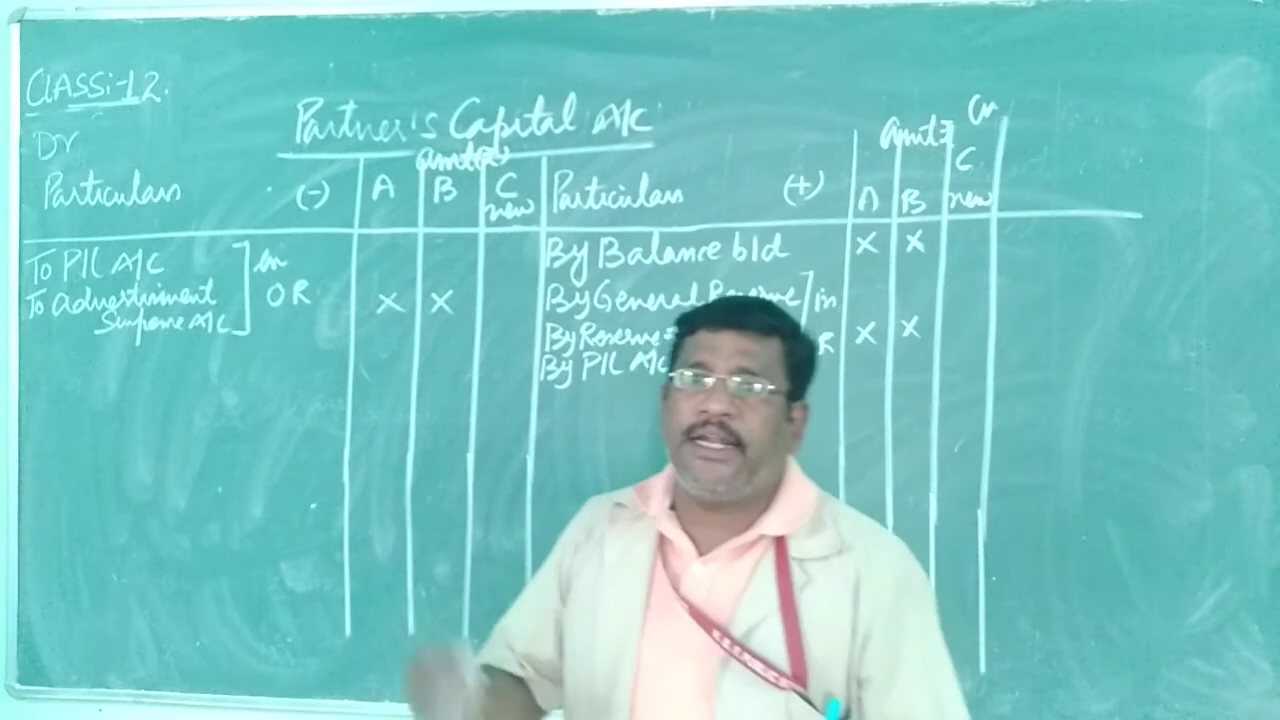 CLASS:-12.
Partner's Capital A/C
Dr
Cr
Particulars (-) A B C new
Amt
Particulars (+) A B C new
Amt
To P/L A/C
in
To Advertisiment
OR X X
Suspense A/C
By Balance b/d X X
By General Reserve in
By Reserve R X X
By P/L A/C